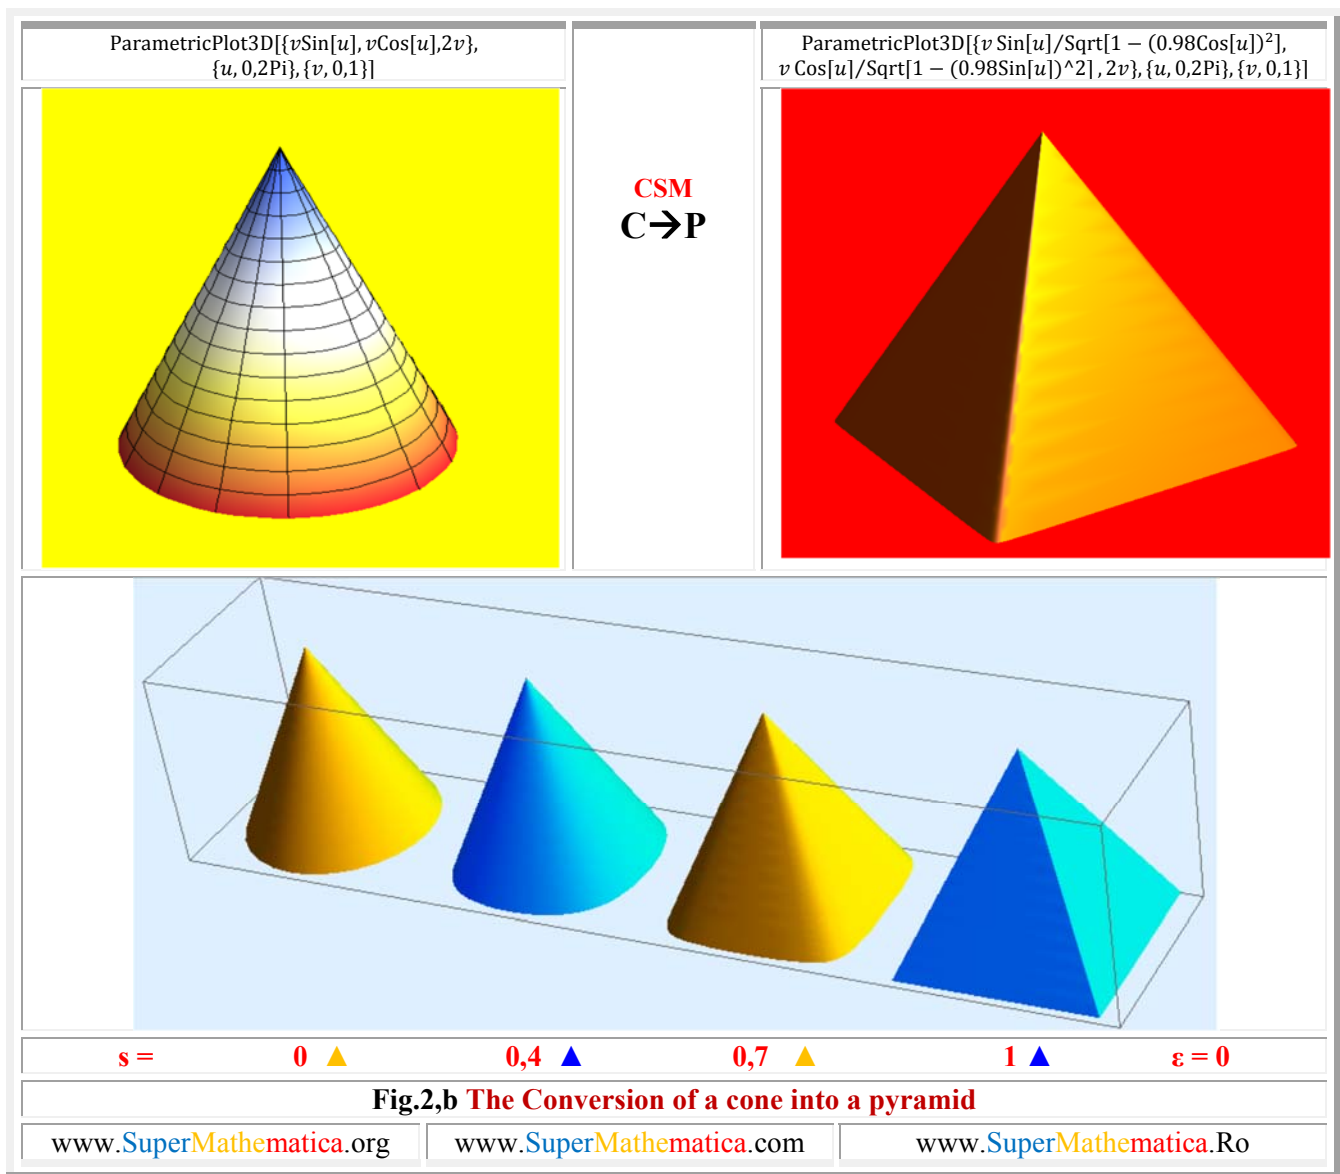 ParametricPlot3D[{𝑣Sin[𝑢], 𝑣Cos[𝑢],2𝑣},
{𝑢, 0,2Pi}, {𝑣, 0,1}]
CSM
C→P
ParametricPlot3D[{𝑣 Sin[𝑢]/Sqrt[1 − (0.98Cos[𝑢])²],
𝑣 Cos[𝑢]/Sqrt[1 − (0.98Sin[𝑢])^2] , 2𝑣}, {𝑢, 0,2Pi}, {𝑣, 0,1}]
s = 0 ▲ 0,4 ▲ 0,7 ▲ 1 ▲ ε = 0
Fig.2,b The Conversion of a cone into a pyramid
www.SuperMathematica.org www.SuperMathematica.com www.SuperMathematica.Ro